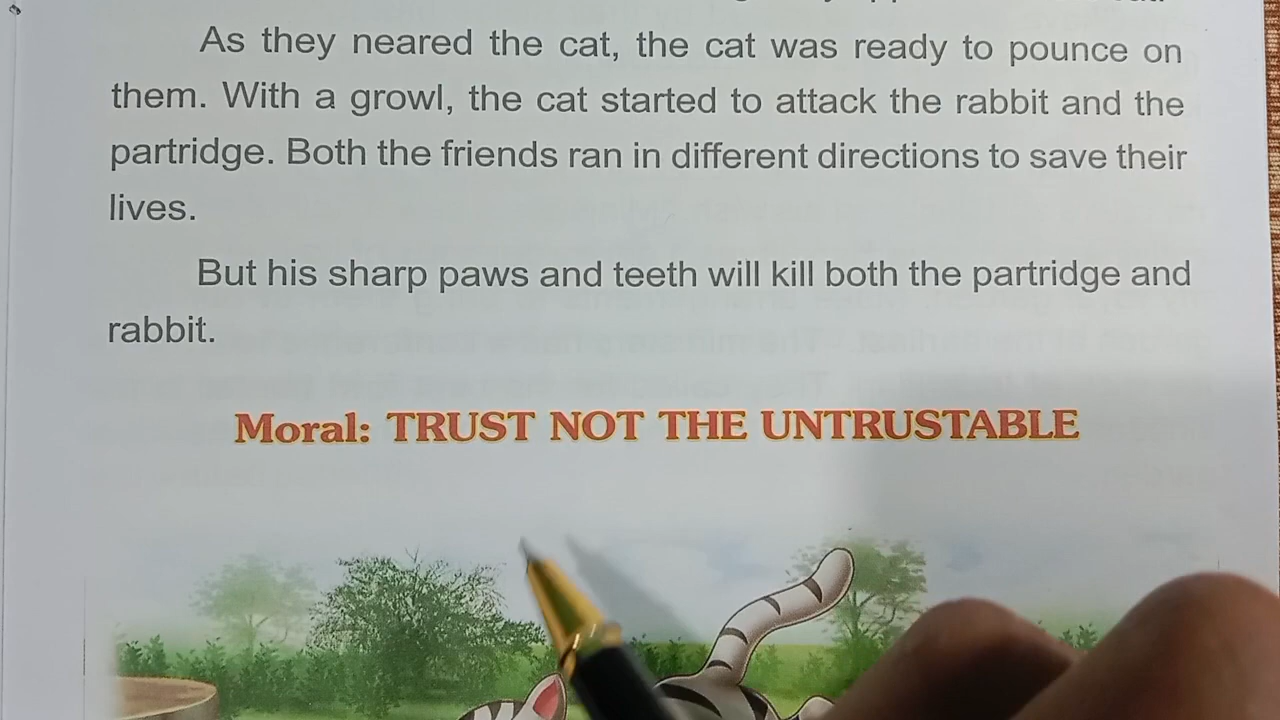 As they neared the cat, the cat was ready to pounce on
them. With a growl, the cat started to attack the rabbit and the
partridge. Both the friends ran in different directions to save their
lives.
But his sharp paws and teeth will kill both the partridge and
rabbit.
Moral: TRUST NOT THE UNTRUSTABLE